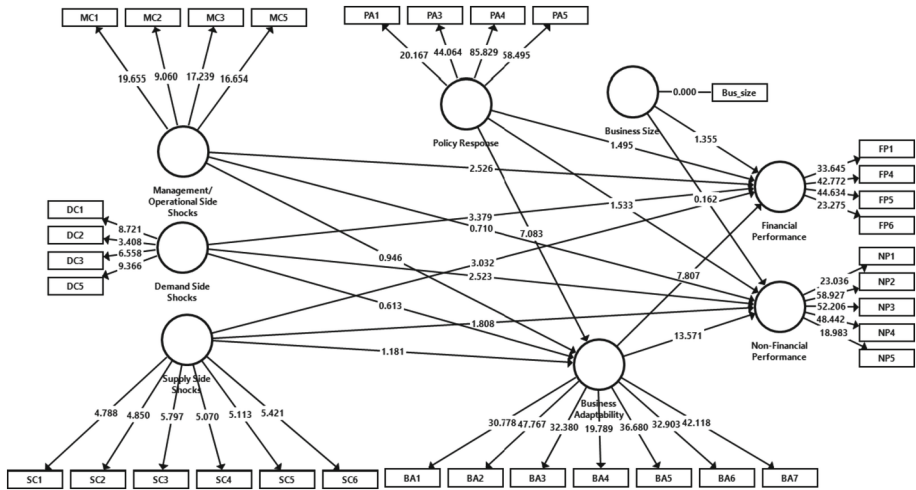 MC1 MC2 MC3 MC5
PA1 PA3 PA4 PA5
19.655 9.060 17.239 16.654
20.167 44.064 85.829 58.495
0.000 Bus_size
Policy Response
Business Size
1.495 1.355
Management/
Operational Side
Shocks
2.526
FP1
33.645
FP4
42.772
44.634
FP5
23.275
FP6
Financial
Performance
DC1
8.721
DC2
3.408
6.558
DC3
9.366
DC5
Demand Side
Shocks
3.379
0.710
0.162
1.533
7.083
0.946
3.032
2.523
7.807
NP1
23.036
NP2
58.927
52.206
NP3
48.442
NP4
18.983
NP5
Non-Financial
Performance
0.613
1.808
13.571
1.181
Supply Side
Shocks
Business
Adaptability
4.788 4.850 5.797 5.070 5.113 5.421
30.778 47.767 32.380 19.789 36.680 32.903 42.118
SC1 SC2 SC3 SC4 SC5 SC6
BA1 BA2 BA3 BA4 BA5 BA6 BA7